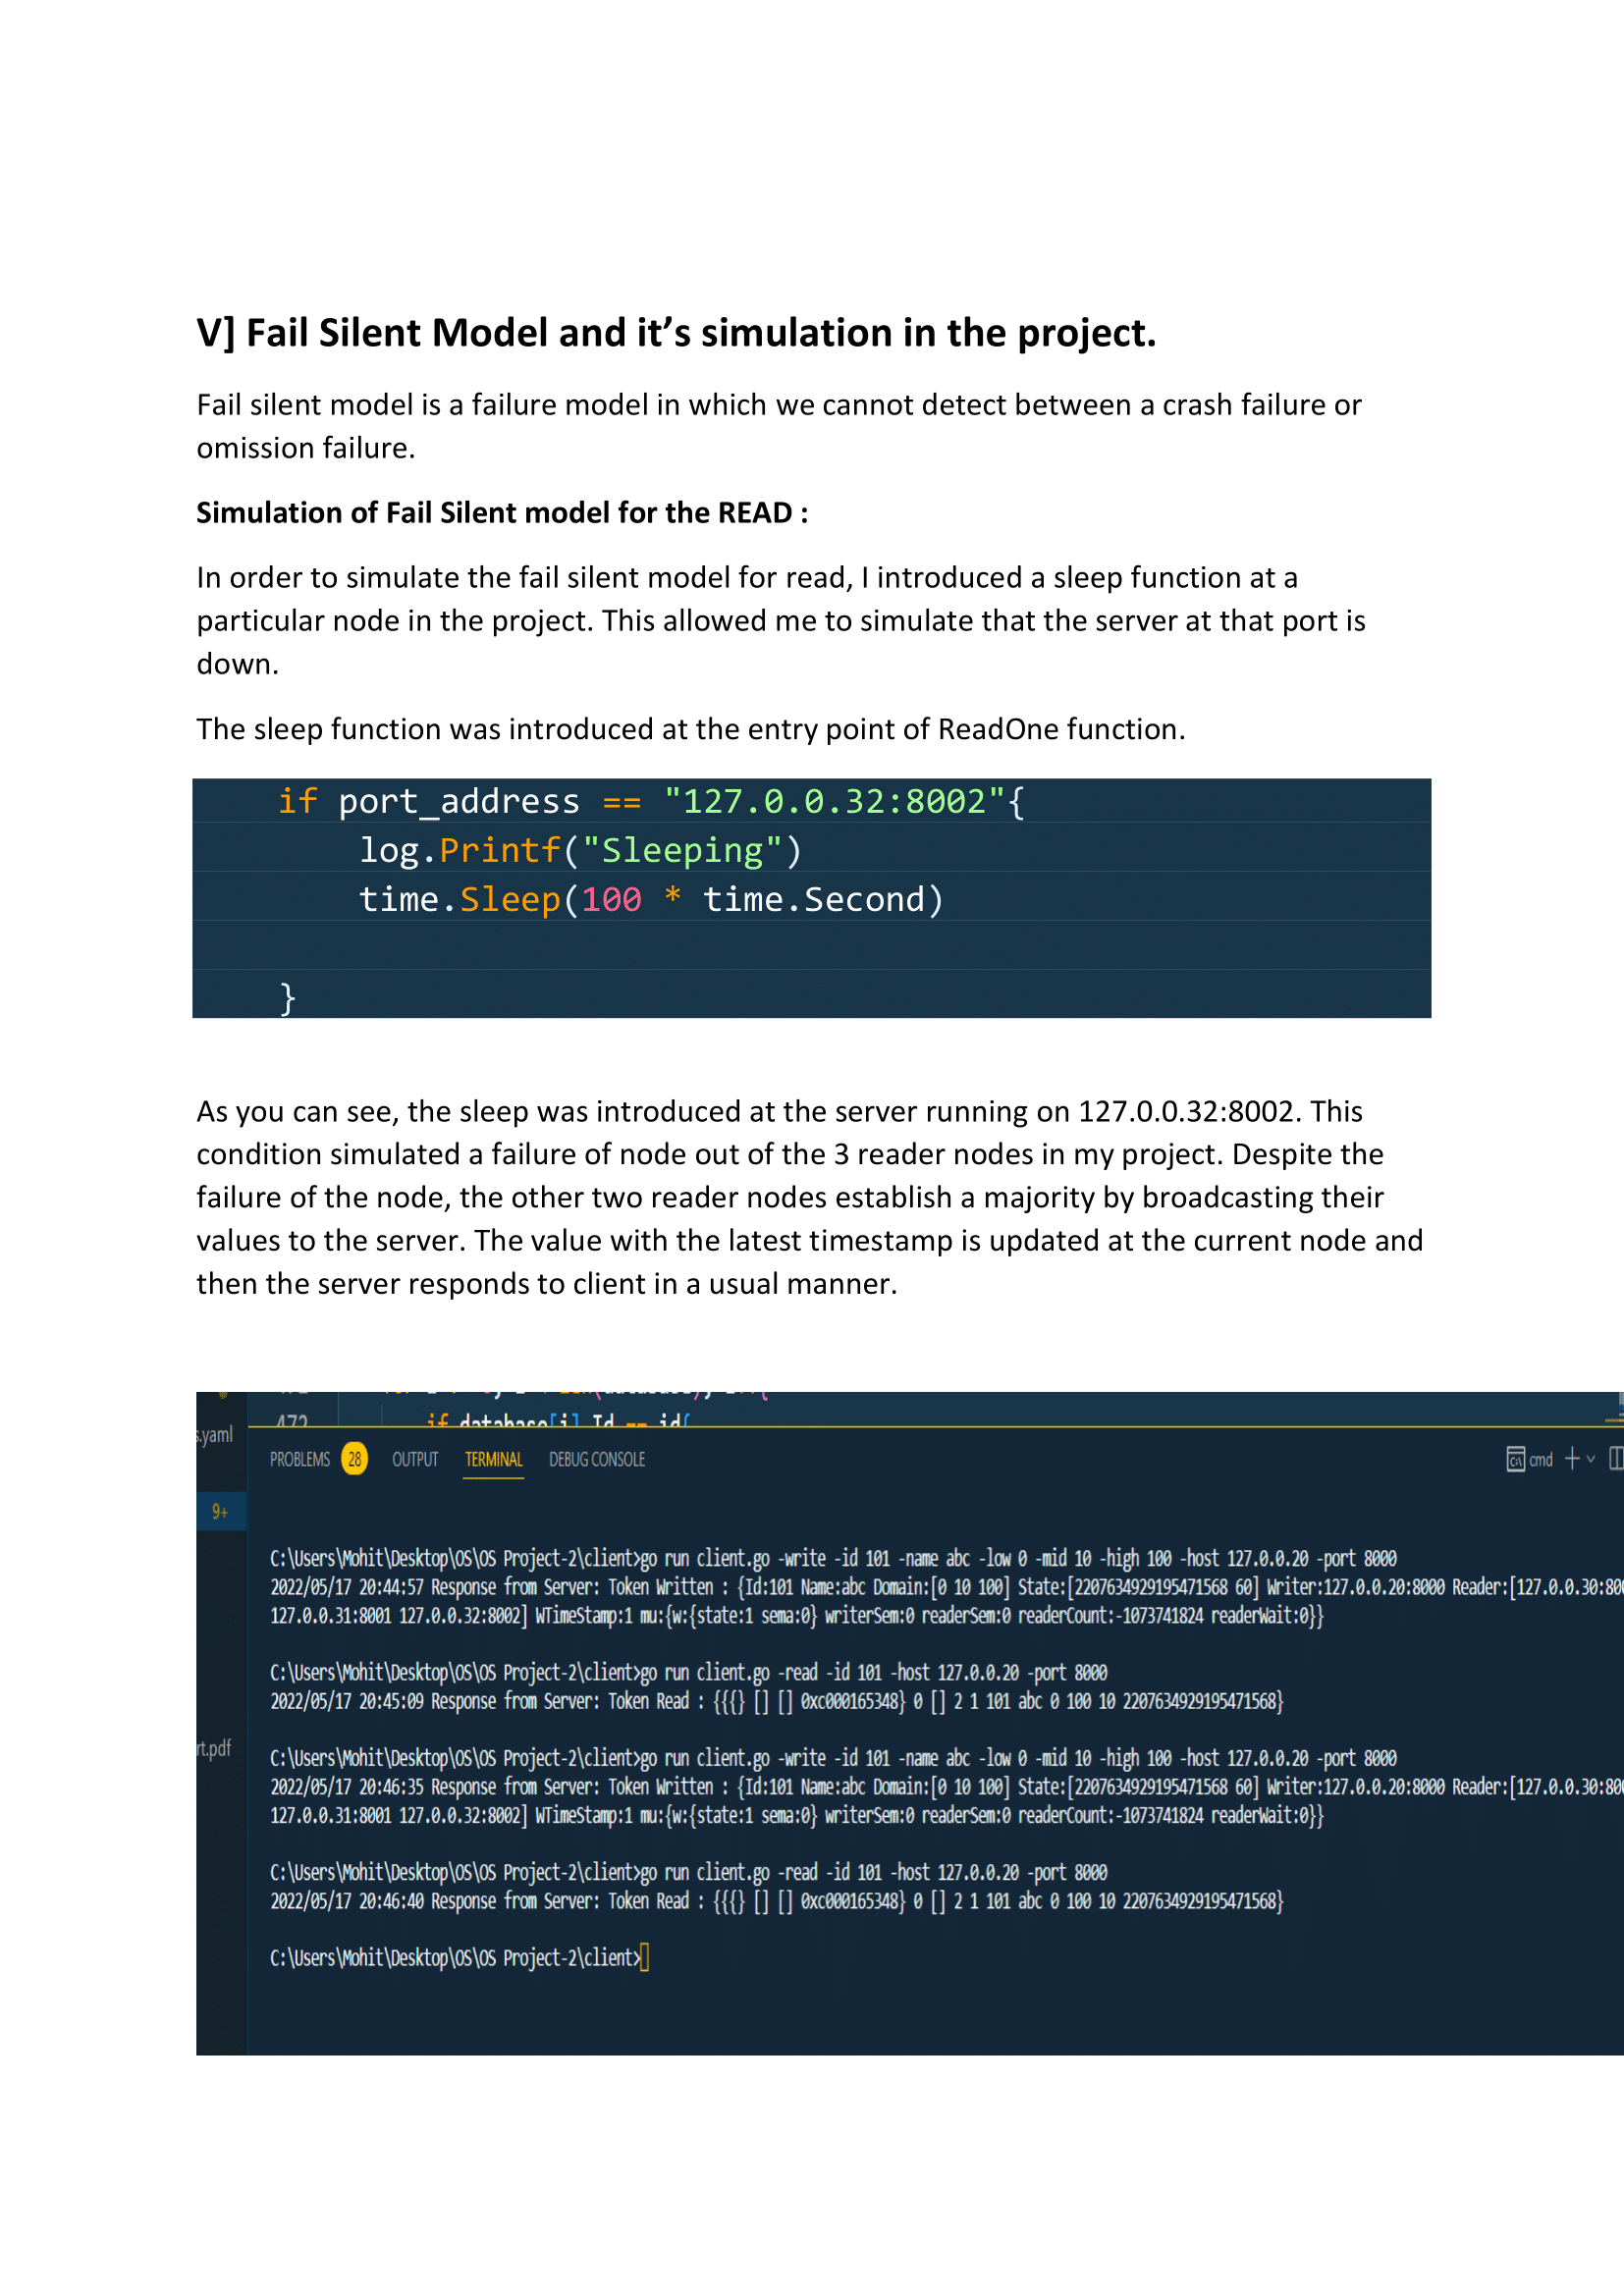 V] Fail Silent Model and it’s simulation in the project.
Fail silent model is a failure model in which we cannot detect between a crash failure or
omission failure.
Simulation of Fail Silent model for the READ :
In order to simulate the fail silent model for read, I introduced a sleep function at a
particular node in the project. This allowed me to simulate that the server at that port is
down.
The sleep function was introduced at the entry point of ReadOne function.
if port_address == "127.0.0.32:8002"{
log.Printf("Sleeping")
time.Sleep(100 * time.Second)
}
As you can see, the sleep was introduced at the server running on 127.0.0.32:8002. This
condition simulated a failure of node out of the 3 reader nodes in my project. Despite the
failure of the node, the other two reader nodes establish a majority by broadcasting their
values to the server. The value with the latest timestamp is updated at the current node and
then the server responds to client in a usual manner.
472 if database[i].Id == id{
s.yaml
PROBLEMS 28 OUTPUT TERMINAL DEBUG CONSOLE cmd
9+
C:\Users\Mohit\Desktop\OS\OS Project-2\client>go run client.go -write -id 101 -name abc -low 0 -mid 10 -high 100 -host 127.0.0.20 -port 8000
2022/05/17 20:44:57 Response from Server: Token Written : {Id:101 Name:abc Domain:[0 10 100] State:[2207634929195471568 60] Writer:127.0.0.20:8000 Reader:[127.0.0.30:800
127.0.0.31:8001 127.0.0.32:8002] WTimeStamp:1 mu:{w:{state:1 sema:0} writerSem:0 readerSem:0 readerCount:-1073741824 readerWait:0}}
C:\Users\Mohit\Desktop\OS\OS Project-2\client>go run client.go -read -id 101 -host 127.0.0.20 -port 8000
2022/05/17 20:45:09 Response from Server: Token Read : {{{} [] [] 0xc000165348} 0 [] 2 1 101 abc 0 100 10 2207634929195471568}
rt.pdf
C:\Users\Mohit\Desktop\OS\OS Project-2\client>go run client.go -write -id 101 -name abc -low 0 -mid 10 -high 100 -host 127.0.0.20 -port 8000
2022/05/17 20:46:35 Response from Server: Token Written : {Id:101 Name:abc Domain:[0 10 100] State:[2207634929195471568 60] Writer:127.0.0.20:8000 Reader:[127.0.0.30:800
127.0.0.31:8001 127.0.0.32:8002] WTimeStamp:1 mu:{w:{state:1 sema:0} writerSem:0 readerSem:0 readerCount:-1073741824 readerWait:0}}
C:\Users\Mohit\Desktop\OS\OS Project-2\client>go run client.go -read -id 101 -host 127.0.0.20 -port 8000
2022/05/17 20:46:40 Response from Server: Token Read : {{{} [] [] 0xc000165348} 0 [] 2 1 101 abc 0 100 10 2207634929195471568}
C:\Users\Mohit\Desktop\OS\OS Project-2\client>